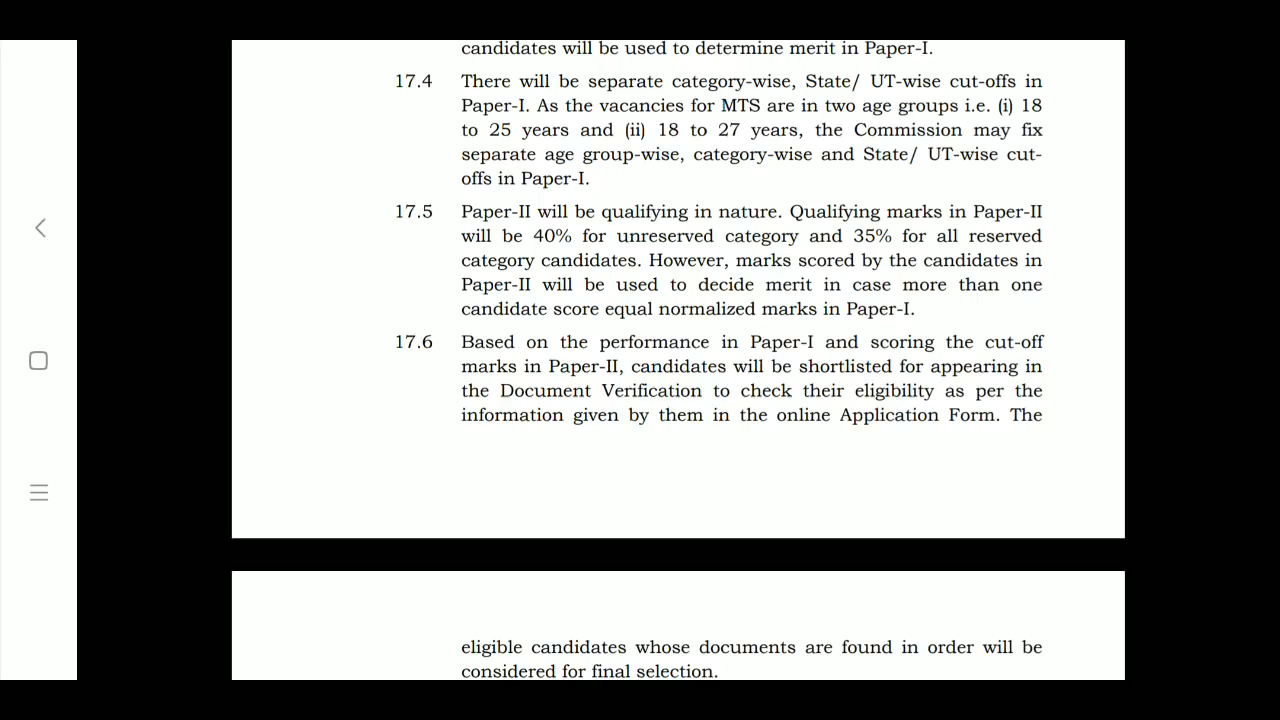 candidates will be used to determine merit in Paper-I.
17.4 There will be separate category-wise, State/ UT-wise cut-offs in
Paper-I. As the vacancies for MTS are in two age groups i.e. (i) 18
to 25 years and (ii) 18 to 27 years, the Commission may fix
separate age group-wise, category-wise and State/ UT-wise cut-
offs in Paper-I.
17.5 Paper-II will be qualifying in nature. Qualifying marks in Paper-II
will be 40% for unreserved category and 35% for all reserved
category candidates. However, marks scored by the candidates in
Paper-II will be used to decide merit in case more than one
candidate score equal normalized marks in Paper-I.
17.6 Based on the performance in Paper-I and scoring the cut-off
marks in Paper-II, candidates will be shortlisted for appearing in
the Document Verification to check their eligibility as per the
information given by them in the online Application Form. The
eligible candidates whose documents are found in order will be
considered for final selection.